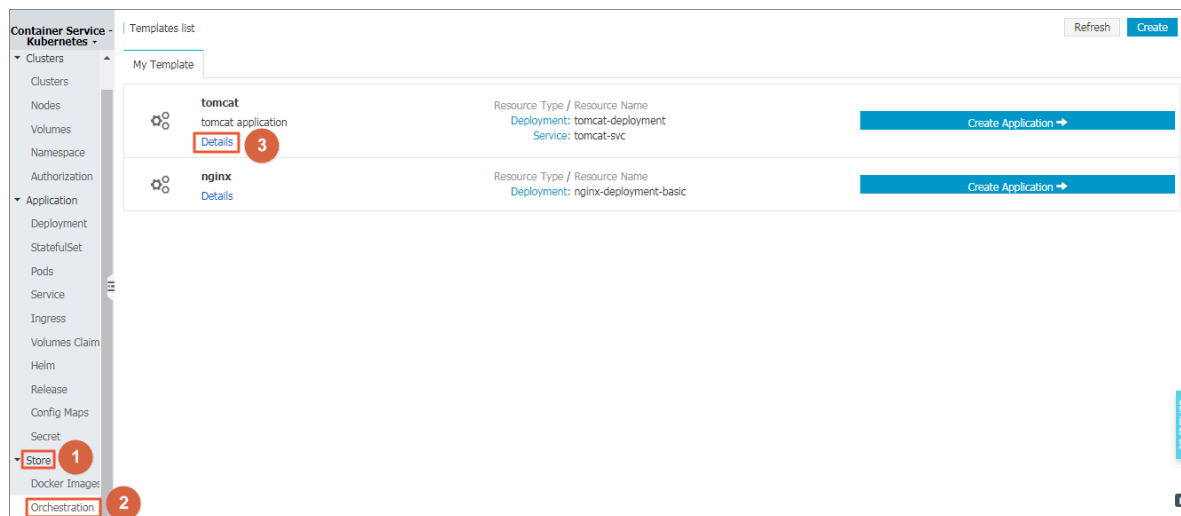 Container Service -
Kubernetes
Clusters
Clusters
Nodes
Volumes
Namespace
Authorization
Application
Deployment
StatefulSet
Pods
Service
Ingress
Volumes Claim
Helm
Release
Config Maps
Secret
Store
1
Docker Images
Orchestration
2
Templates list
Refresh
Create
My Template
tomcat
tomcat application
Details
3
Resource Type / Resource Name
Deployment: tomcat-deployment
Service: tomcat-svc
Create Application
nginx
Details
Resource Type / Resource Name
Deployment: nginx-deployment-basic
Create Application